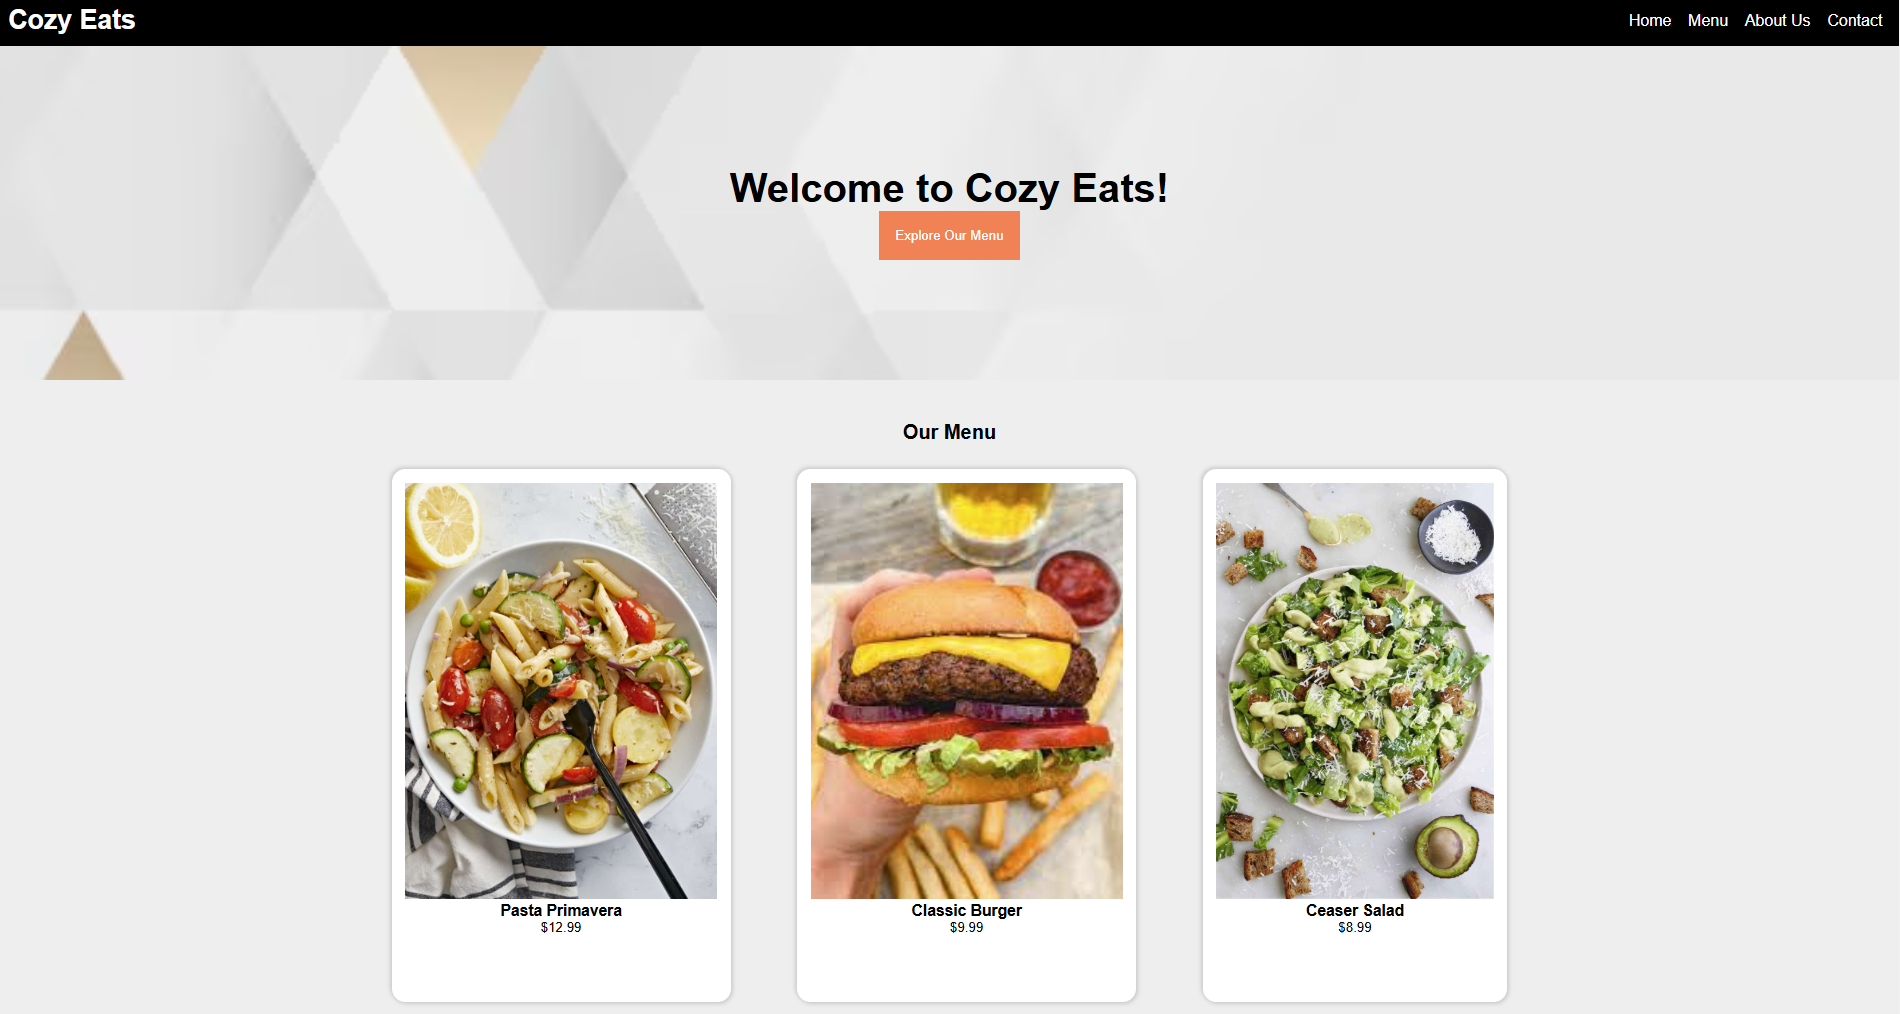 Cozy Eats
Home Menu About Us Contact
Welcome to Cozy Eats!
Explore Our Menu
Our Menu
Pasta Primavera
$12.99
Classic Burger
$9.99
Ceaser Salad
$8.99